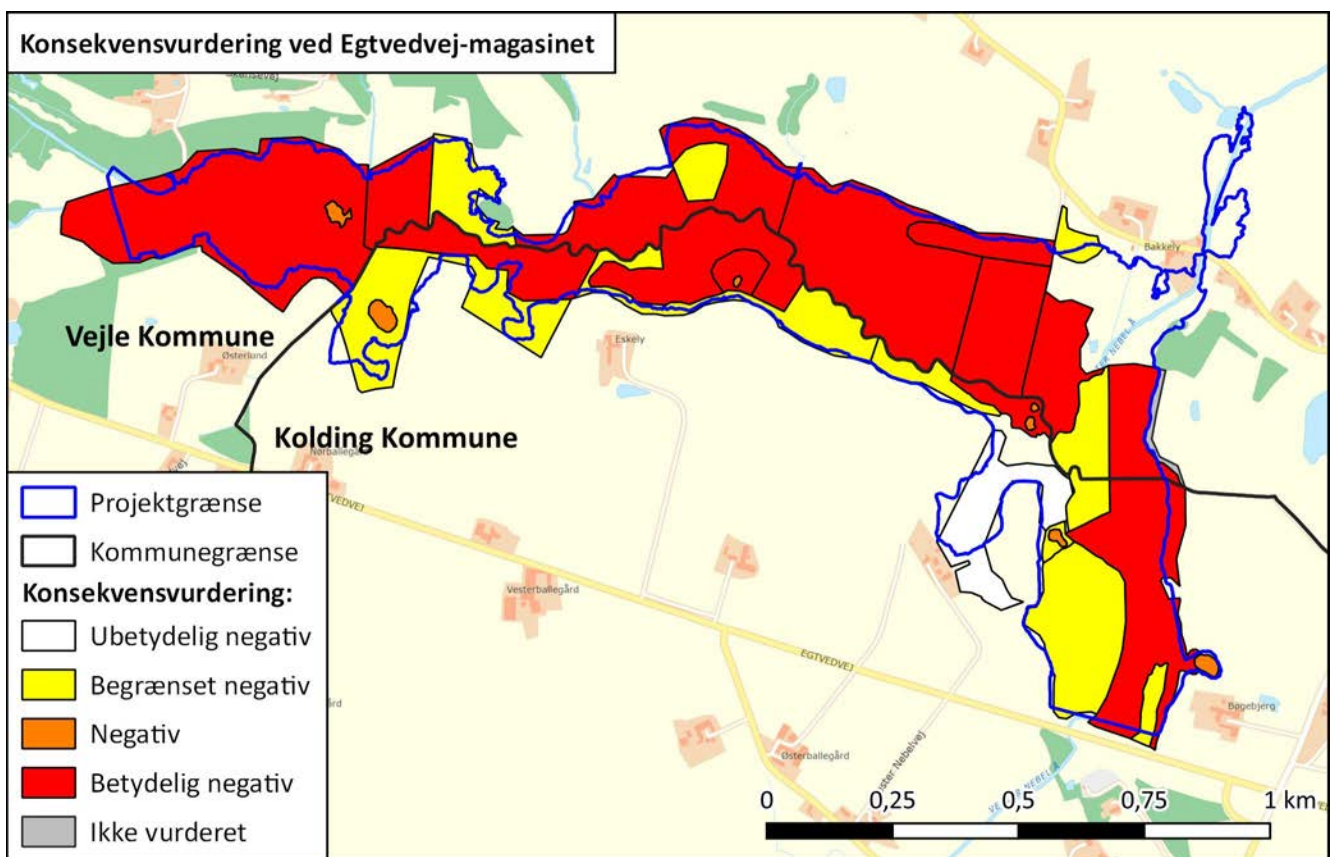 Konsekvensvurdering ved Egtvedvej-magasinet
Bakkely
Vejle Kommune
Østerlund
Eskely
Kolding Kommune
Nørballegård
Projektgrænse
Kommunegrænse
Konsekvensvurdering:
Ubetydelig negativ
Begrænset negativ
Negativ
Betydelig negativ
Ikke vurderet
Vesterballegård
EGTVEDVEJ
Østerballegård
Bøgebjerg
0 0,25 0,5 0,75 1 km